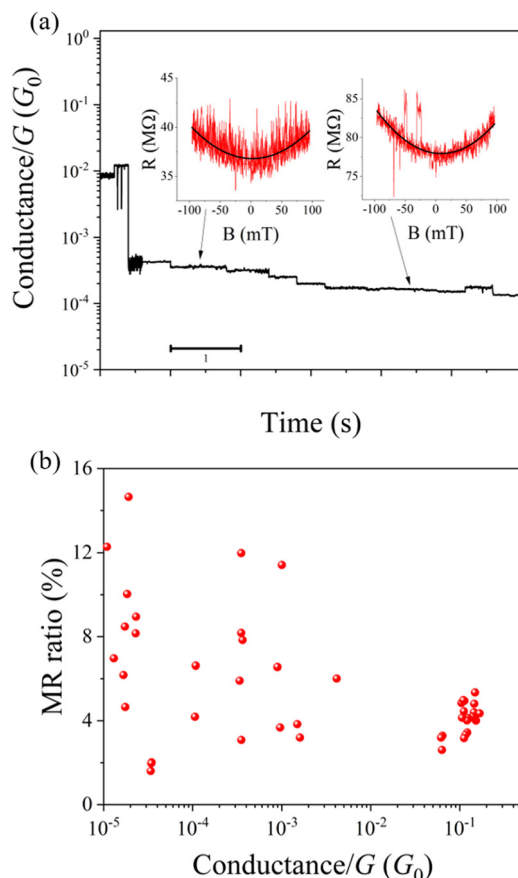 (a)
10⁰
10⁻¹
10⁻²
10⁻³
10⁻⁴
10⁻⁵
Conductance/G (G₀)
45
40
35
R (MΩ)
-100 -50 0 50 100
B (mT)
85
80
75
R (MΩ)
-100 -50 0 50 100
B (mT)
1
Time (s)
(b)
16
12
8
4
0
MR ratio (%)
10⁻⁵ 10⁻⁴ 10⁻³ 10⁻² 10⁻¹
Conductance/G (G₀)